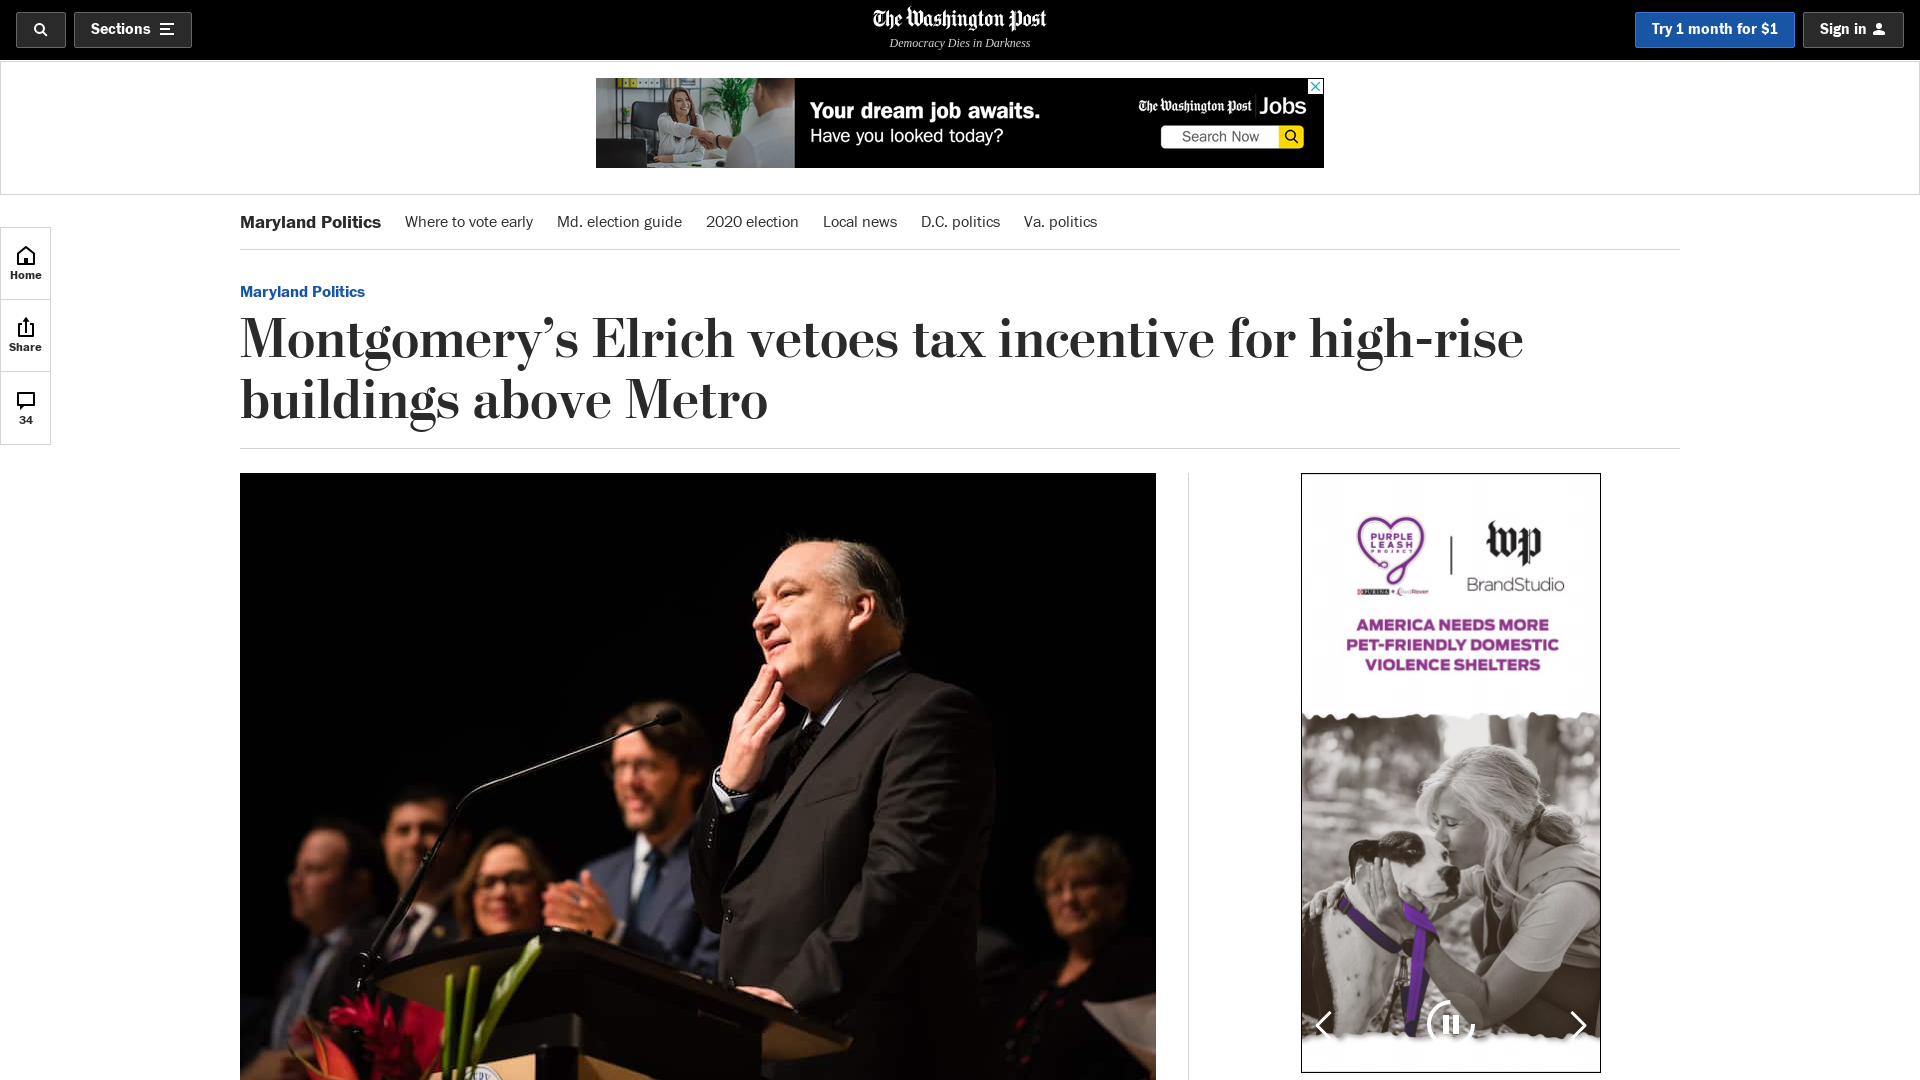 Sections
The Washington Post
Democracy Dies in Darkness
Try 1 month for $1
Sign in
Your dream job awaits.
Have you looked today?
The Washington Post Jobs
Search Now
Maryland Politics
Where to vote early
Md. election guide
2020 election
Local news
D.C. politics
Va. politics
Home
Share
34
Maryland Politics
Montgomery’s Elrich vetoes tax incentive for high-rise
buildings above Metro
PURPLE
LEASH
PROJECT
PURINA
wp
BrandStudio
AMERICA NEEDS MORE
PET-FRIENDLY DOMESTIC
VIOLENCE SHELTERS